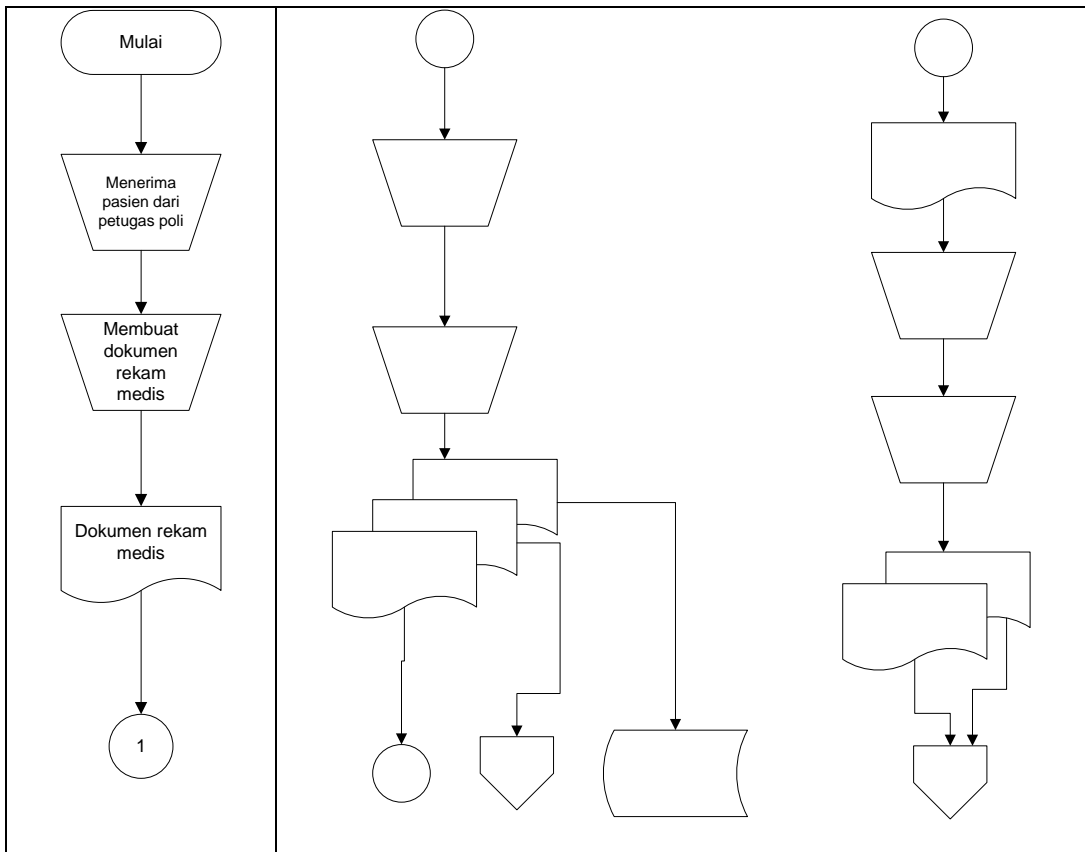 Mulai
Menerima
pasien dari
petugas poli
Membuat
dokumen
rekam
medis
Dokumen rekam
medis
1